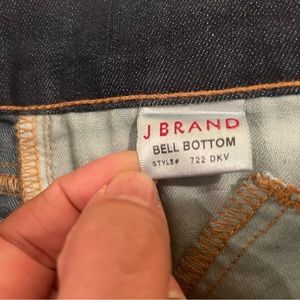 J BRAND
BELL BOTTOM
STYLE# 722 DKV